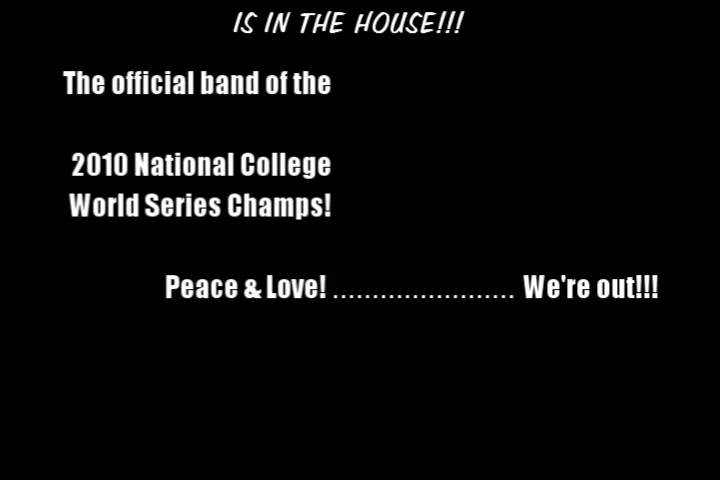 IS IN THE HOUSE!!!
The official band of the
2010 National College
World Series Champs!
Peace & Love! ....................... We're out!!!